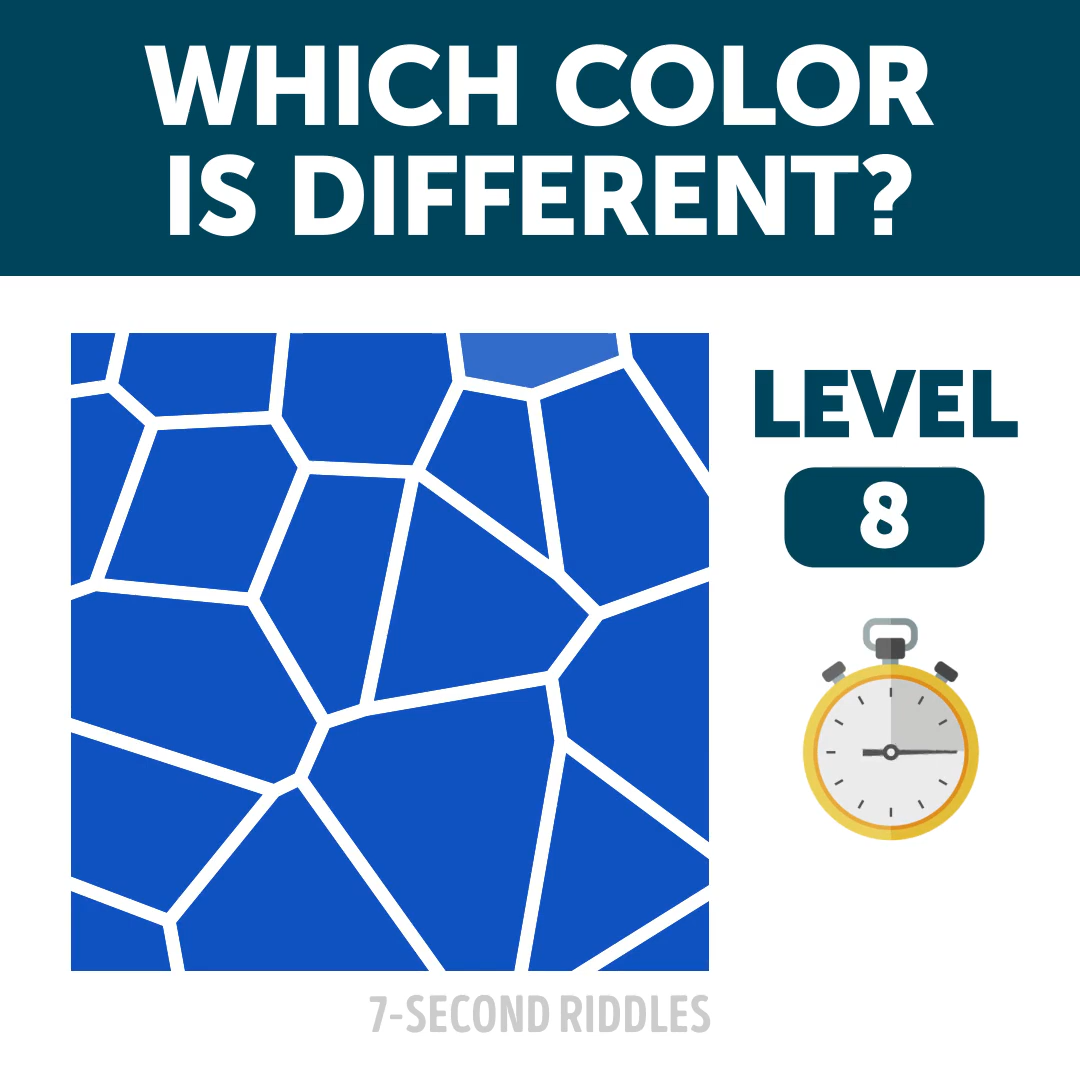 WHICH COLOR
IS DIFFERENT?
LEVEL
8
7-SECOND RIDDLES